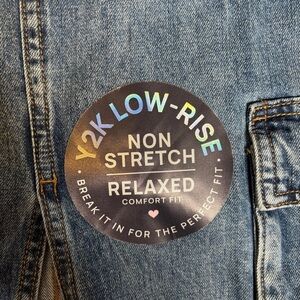 Y2K LOW-RISE
NON
STRETCH
RELAXED
COMFORT FIT
• BREAK IT IN FOR THE PERFECT FIT •